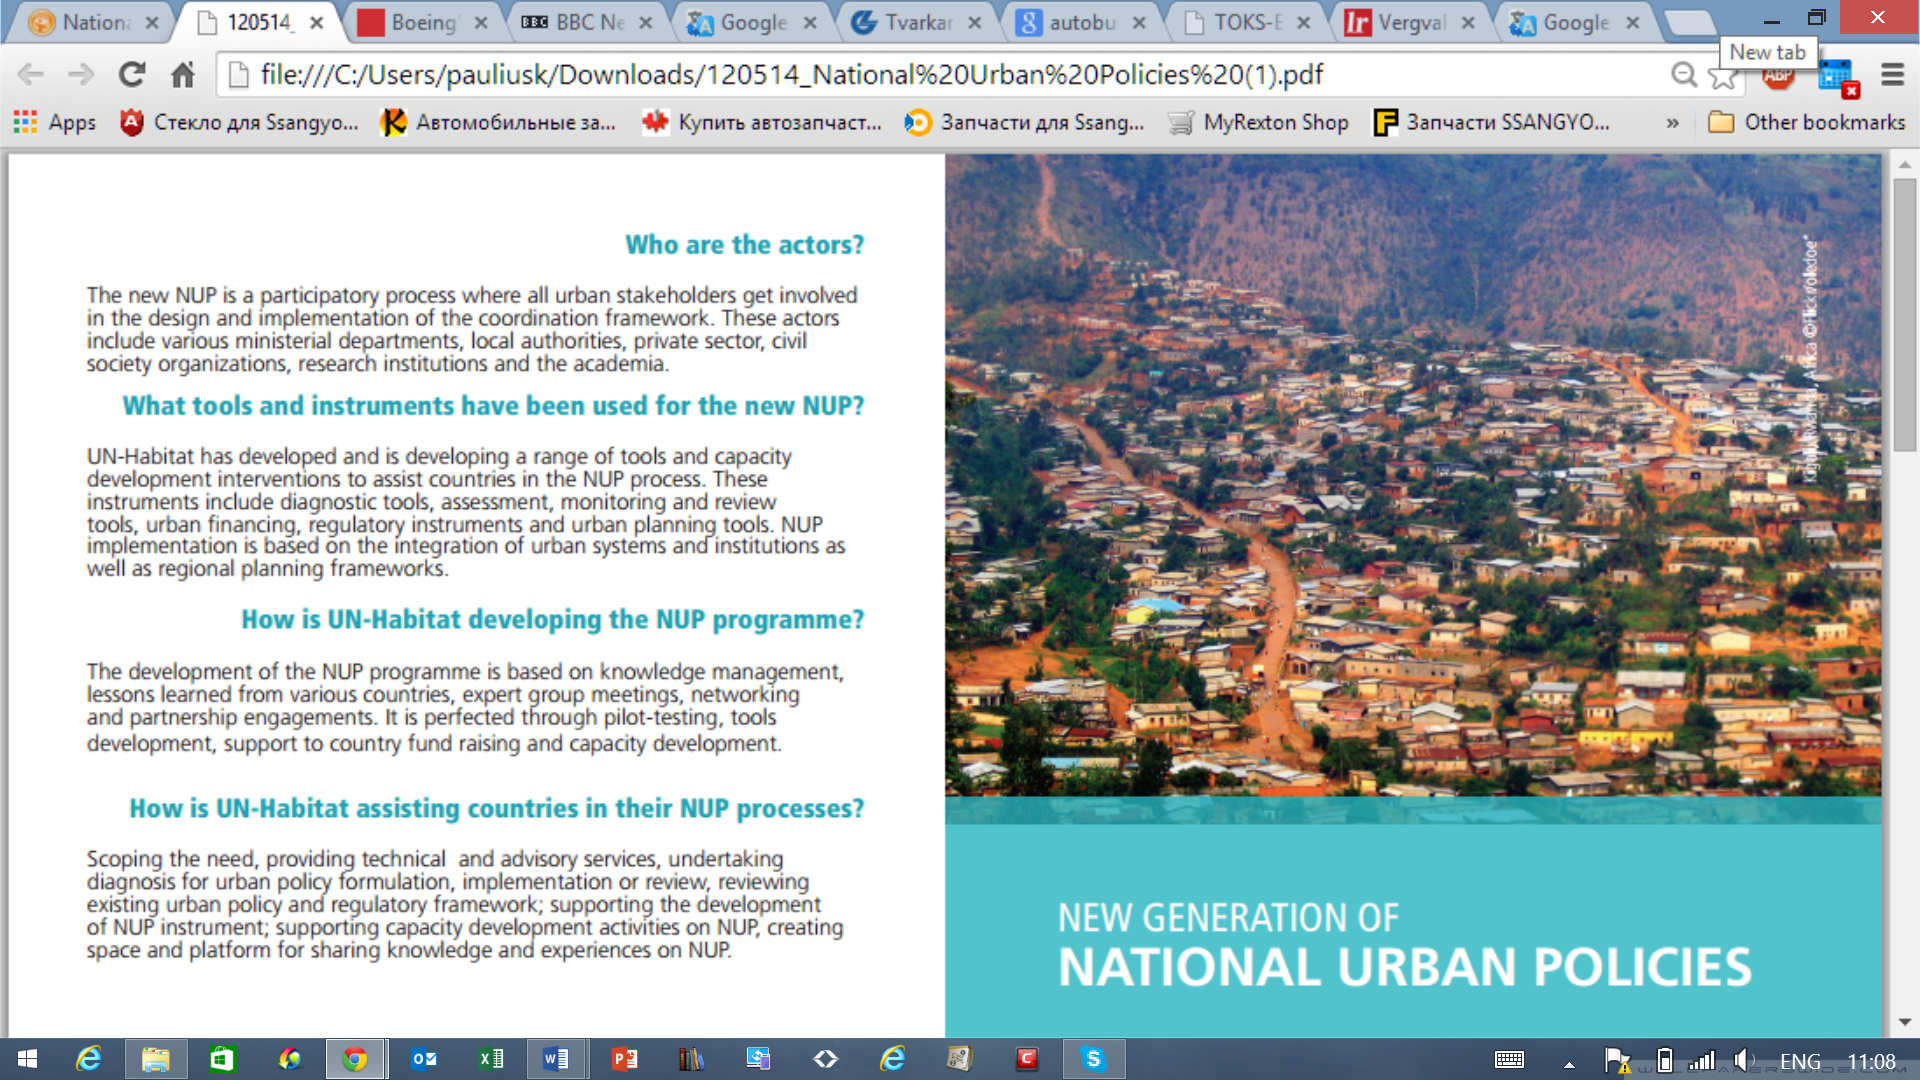 Nationa
120514_
Boeing'
BBC
BBC Ne
Google
Tvarkar
autobu
TOKS-E
Vergval
Google
New tab
file:///C:/Users/pauliusk/Downloads/120514_National%20Urban%20Policies%20(1).pdf
ABP
Apps
Стекло для Ssangyo...
Автомобильные за...
Купить автозапчаст...
Запчасти для Ssang...
MyRexton Shop
Запчасти SSANGYO...
»
Other bookmarks
Who are the actors?
The new NUP is a participatory process where all urban stakeholders get involved
in the design and implementation of the coordination framework. These actors
include various ministerial departments, local authorities, private sector, civil
society organizations, research institutions and the academia.
What tools and instruments have been used for the new NUP?
UN-Habitat has developed and is developing a range of tools and capacity
development interventions to assist countries in the NUP process. These
instruments include diagnostic tools, assessment, monitoring and review
tools, urban financing, regulatory instruments and urban planning tools. NUP
implementation is based on the integration of urban systems and institutions as
well as regional planning frameworks.
How is UN-Habitat developing the NUP programme?
The development of the NUP programme is based on knowledge management,
lessons learned from various countries, expert group meetings, networking
and partnership engagements. It is perfected through pilot-testing, tools
development, support to country fund raising and capacity development.
How is UN-Habitat assisting countries in their NUP processes?
Scoping the need, providing technical and advisory services, undertaking
diagnosis for urban policy formulation, implementation or review, reviewing
existing urban policy and regulatory framework; supporting the development
of NUP instrument; supporting capacity development activities on NUP, creating
space and platform for sharing knowledge and experiences on NUP.
NEW GENERATION OF
NATIONAL URBAN POLICIES
ENG
11:08